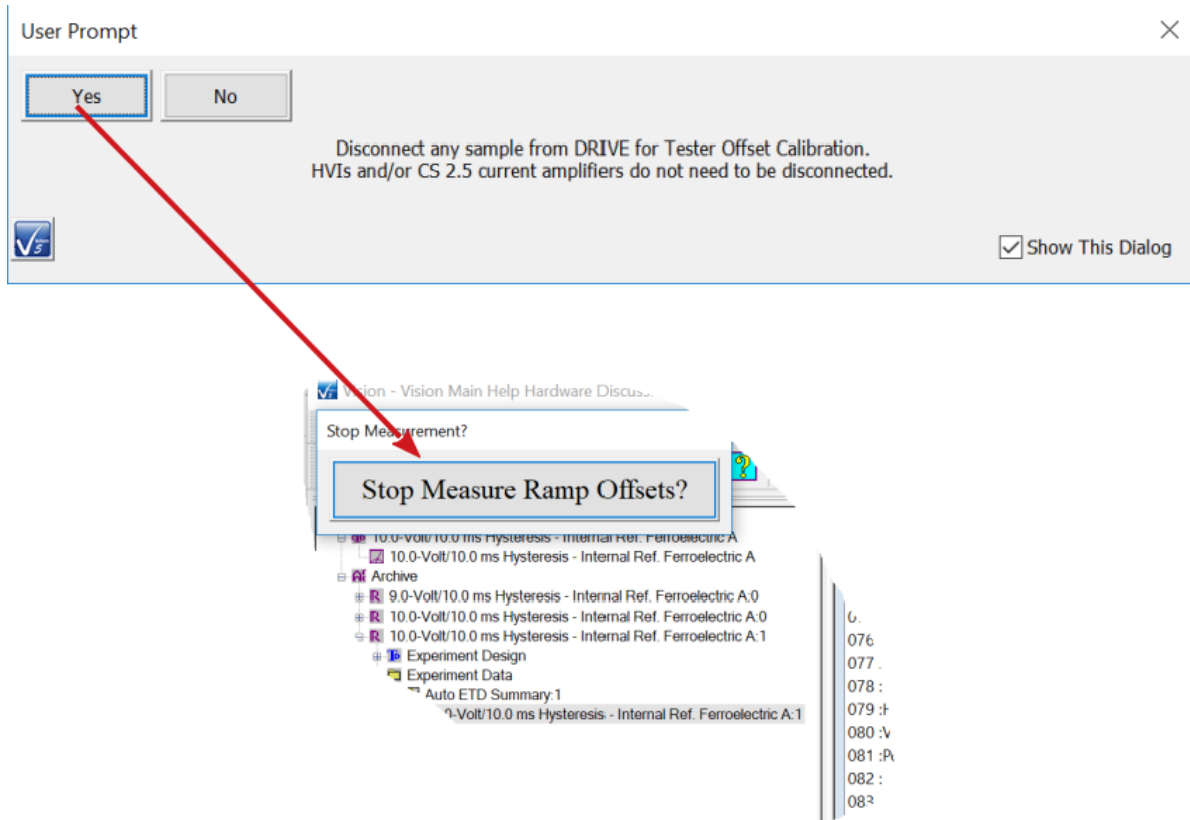 User Prompt
Yes
No
Disconnect any sample from DRIVE for Tester Offset Calibration.
HVIs and/or CS 2.5 current amplifiers do not need to be disconnected.
Show This Dialog
Vision - Vision Main Help Hardware
Stop Measurement?
Stop Measure Ramp Offsets?
10.0-Volt/10.0 ms Hysteresis - Internal Ref. Ferroelectric A
10.0-Volt/10.0 ms Hysteresis - Internal Ref. Ferroelectric A
Archive
9.0-Volt/10.0 ms Hysteresis - Internal Ref. Ferroelectric A:0
10.0-Volt/10.0 ms Hysteresis - Internal Ref. Ferroelectric A:0
10.0-Volt/10.0 ms Hysteresis - Internal Ref. Ferroelectric A:1
Experiment Design
Experiment Data
Auto ETD Summary:1
0-Volt/10.0 ms Hysteresis - Internal Ref. Ferroelectric A:1
076
077
078 :
079 :
080 :
081 :
082 :